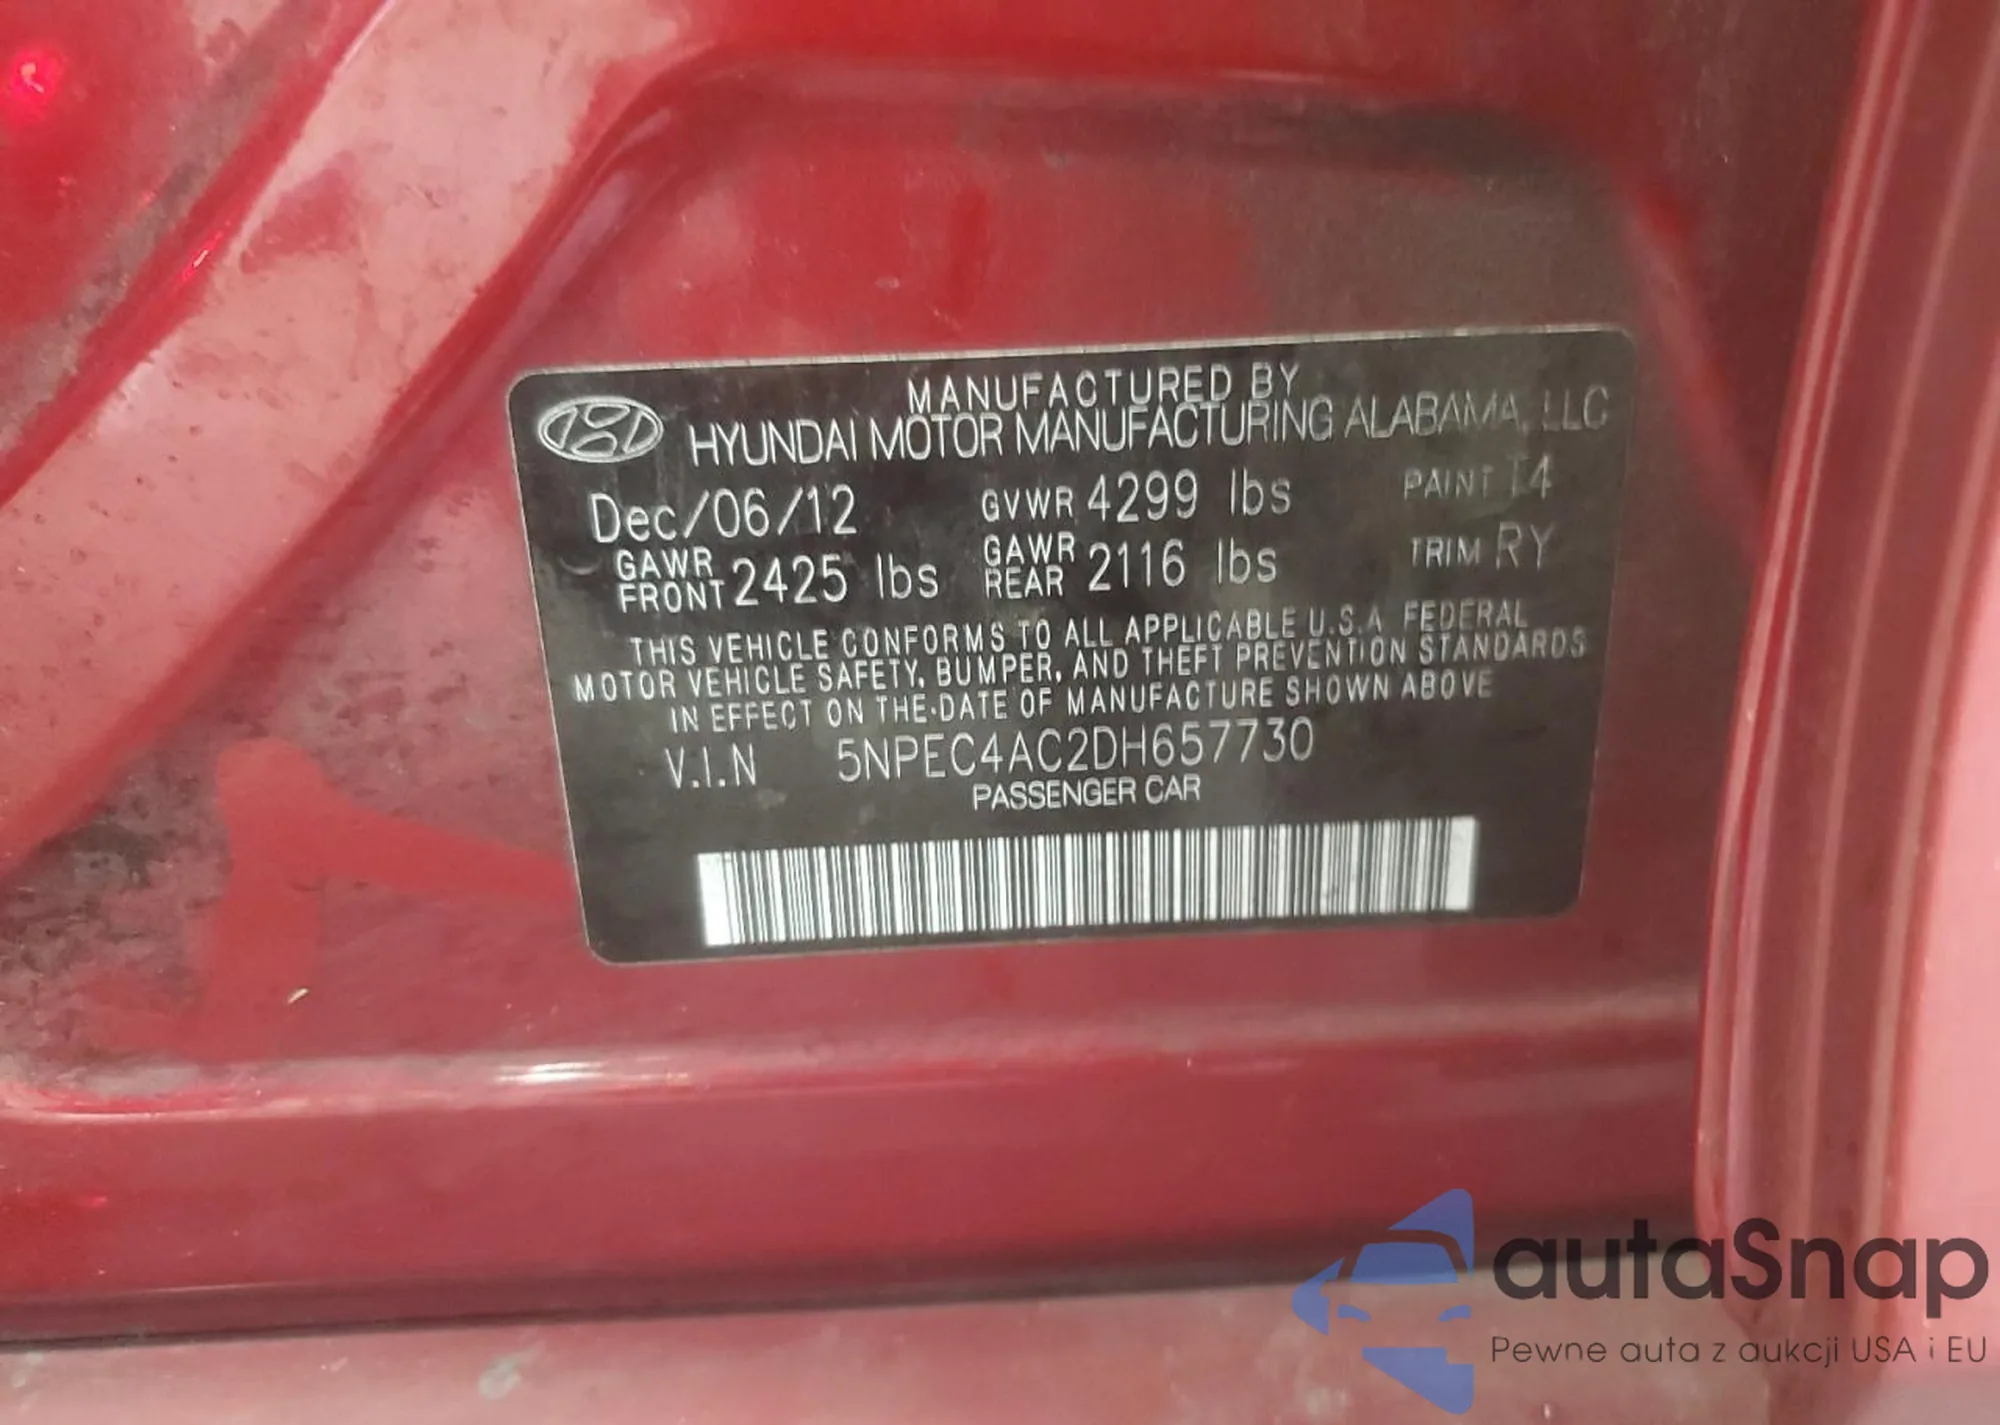 MANUFACTURED BY
HYUNDAI MOTOR MANUFACTURING ALABAMA, LLC
Dec/06/12 GVWR 4299 lbs PAINT T4
GAWR FRONT 2425 lbs GAWR REAR 2116 lbs TRIM RY
THIS VEHICLE CONFORMS TO ALL APPLICABLE U.S.A. FEDERAL
MOTOR VEHICLE SAFETY, BUMPER, AND THEFT PREVENTION STANDARDS
IN EFFECT ON THE DATE OF MANUFACTURE SHOWN ABOVE
V.I.N 5NPEC4AC2DH657730
PASSENGER CAR
autaSnap
Pewne auta z aukcji USA i EU